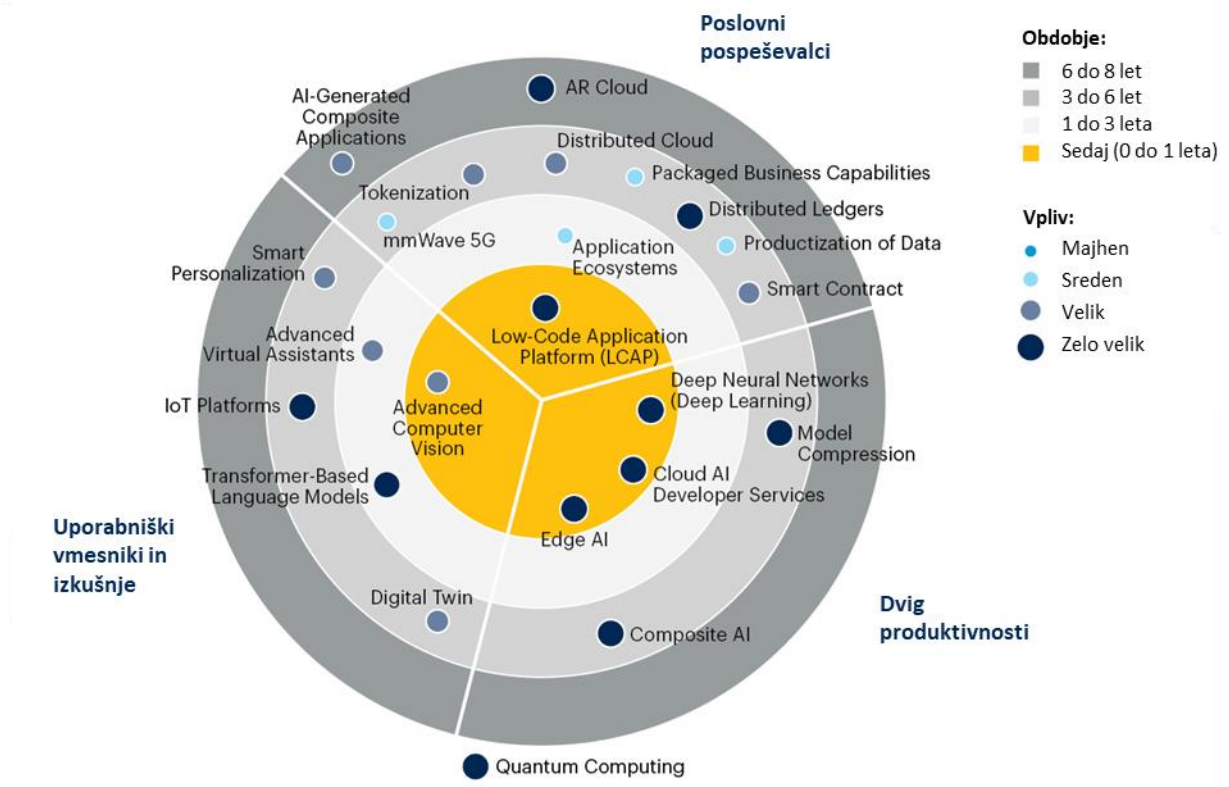 Poslovni
pospeševalci
Obdobje:
6 do 8 let
3 do 6 let
1 do 3 leta
Sedaj (0 do 1 leta)
Vpliv:
Majhen
Sreden
Velik
Zelo velik
AR Cloud
AI-Generated
Composite
Applications
Distributed Cloud
Tokenization
Packaged Business Capabilities
Distributed Ledgers
mmWave 5G
Application
Ecosystems
Productization of Data
Smart
Personalization
Smart Contract
Low-Code Application
Platform (LCAP)
Advanced
Virtual Assistants
Deep Neural Networks
(Deep Learning)
IoT Platforms
Advanced
Computer
Vision
Model
Compression
Transformer-Based
Language Models
Cloud AI
Developer Services
Edge AI
Uporabniški
vmesniki in
izkušnje
Digital Twin
Composite AI
Dvig
produktivnosti
Quantum Computing